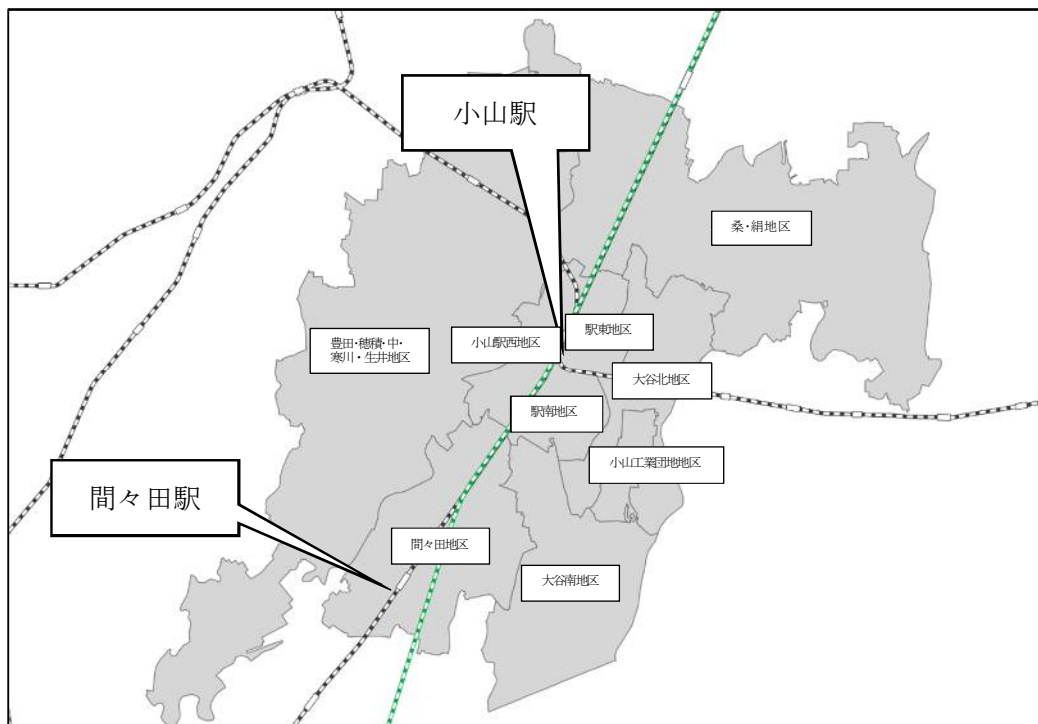 小山駅
桑・絹地区
駅東地区
豊田・穂積・中・
寒川・生井地区
小山駅西地区
大谷北地区
駅南地区
小山工業団地地区
間々田駅
間々田地区
大谷南地区